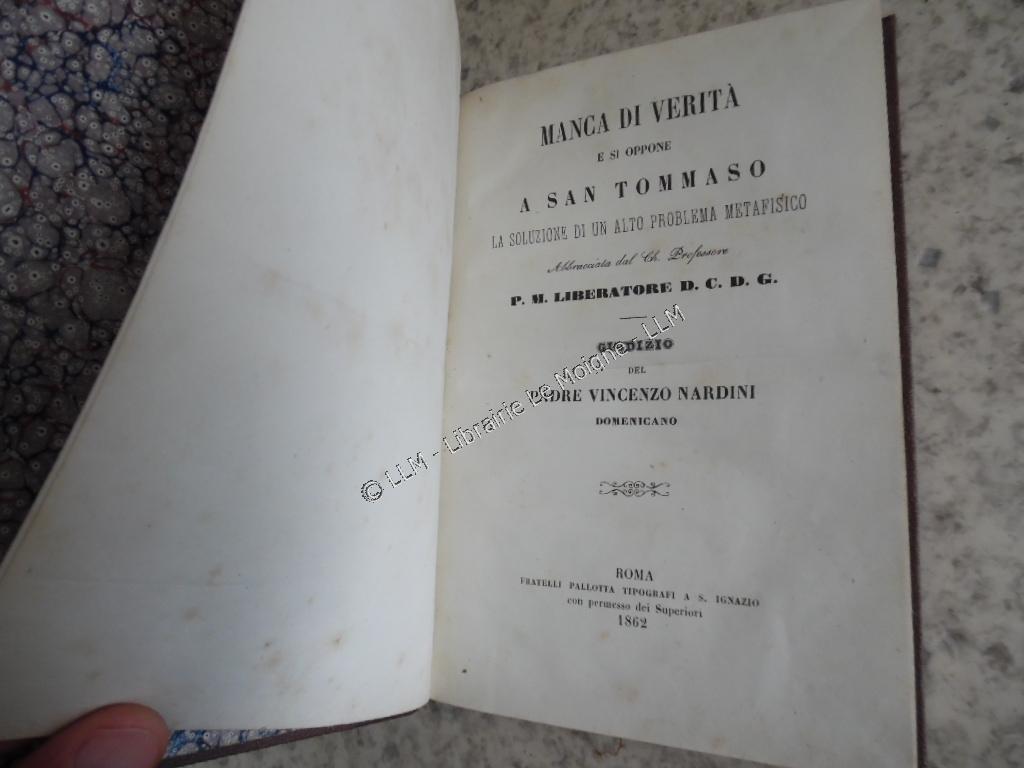 MANCA DI VERITÀ
E SI OPPONE
A SAN TOMMASO
LA SOLUZIONE DI UN ALTO PROBLEMA METAFISICO
Abbracciata dal Ch. Professore
P. M. LIBERATORE D. C. D. G.
GIUDIZIO
DEL
PADRE VINCENZO NARDINI
DOMENICANO
ROMA
FRATELLI PALLOTTA TIPOGRAFI A S. IGNAZIO
con permesso dei Superiori
1862
© LLM - Librairie Le Moigne - LLM